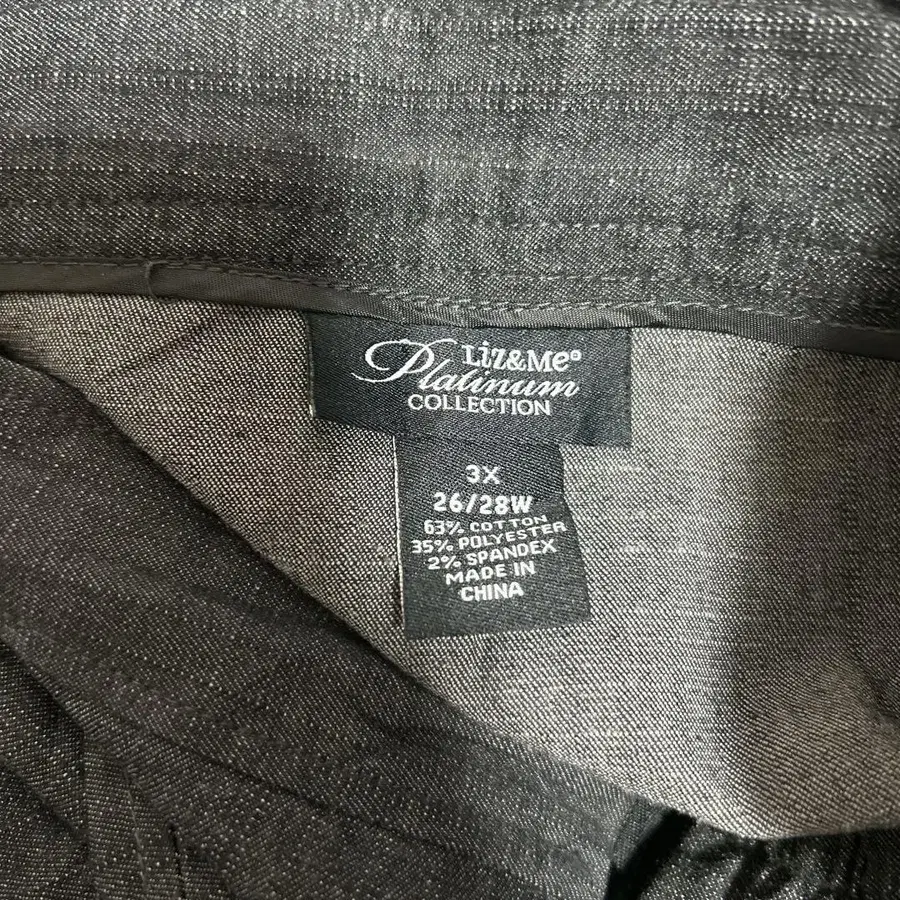 LiZ&Me®
Platinum
COLLECTION
3X
26/28W
63% COTTON
35% POLYESTER
2% SPANDEX
MADE IN
CHINA